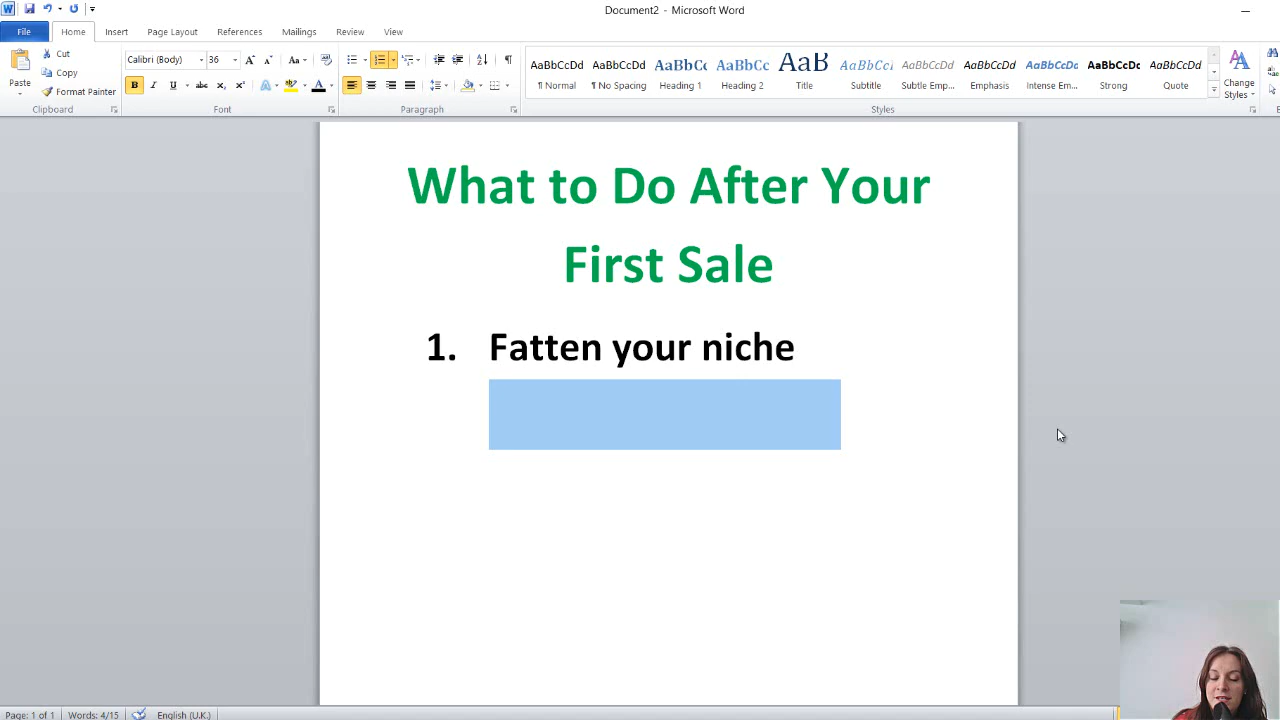 Document2 - Microsoft Word
File Home Insert Page Layout References Mailings Review View
Cut
Copy
Format Painter
Paste
Calibri (Body) 36
AaBbCcDd AaBbCcDd AaBbCc AaBbCc AaB AaBbCcI AaBbCcDd AaBbCcDd AaBbCcDd AaBbCcDc AaBbCcDd
¶ Normal ¶ No Spacing Heading 1 Heading 2 Title Subtitle Subtle Emp... Emphasis Intense Em... Strong Quote
Change
Styles
Clipboard Font Paragraph Styles
What to Do After Your
First Sale
1. Fatten your niche
Page: 1 of 1 Words: 4/15 English (U.K.)